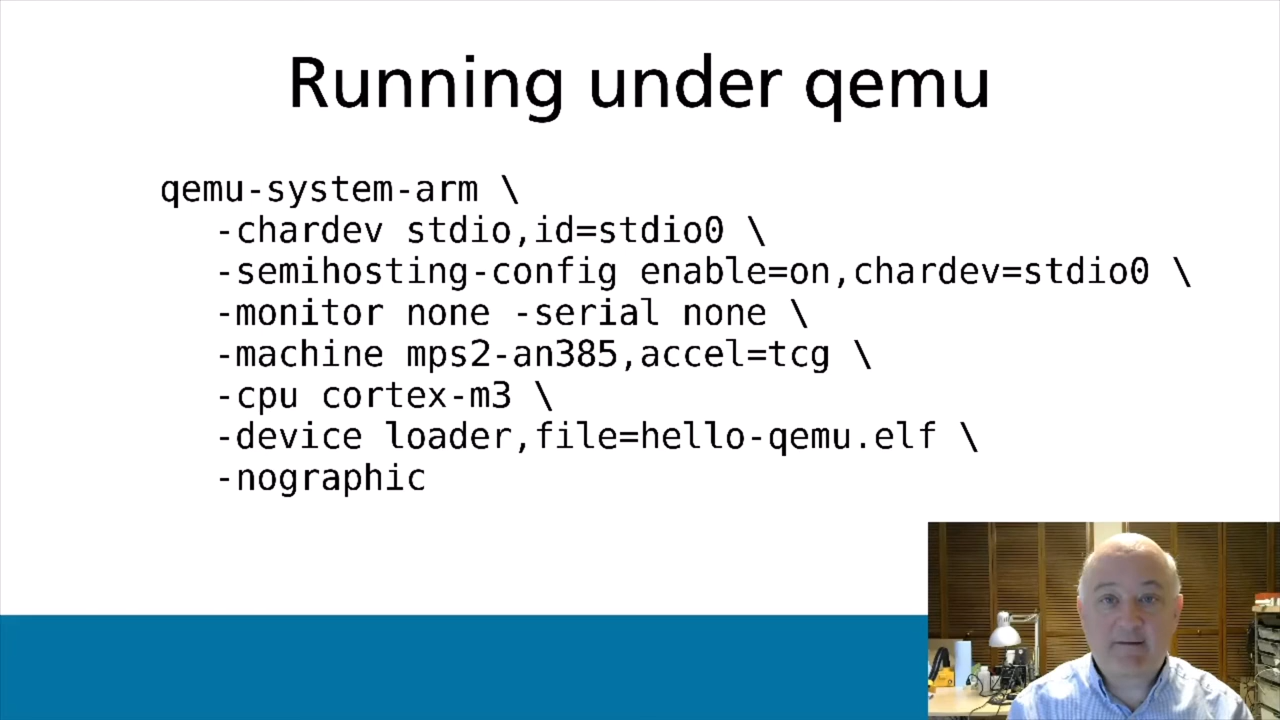 Running under qemu
qemu-system-arm \
-chardev stdio,id=stdio0 \
-semihosting-config enable=on,chardev=stdio0 \
-monitor none -serial none \
-machine mps2-an385,accel=tcg \
-cpu cortex-m3 \
-device loader,file=hello-qemu.elf \
-nographic